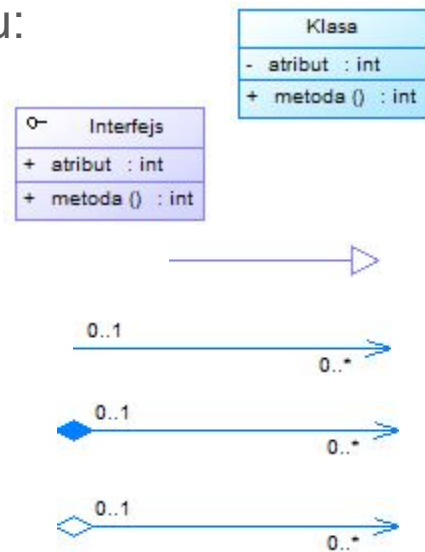 u:
Klasa
- atribut : int
+ metoda () : int
Interfejs
+ atribut : int
+ metoda () : int
0..1
0..*
0..1
0..*
0..1
0..*